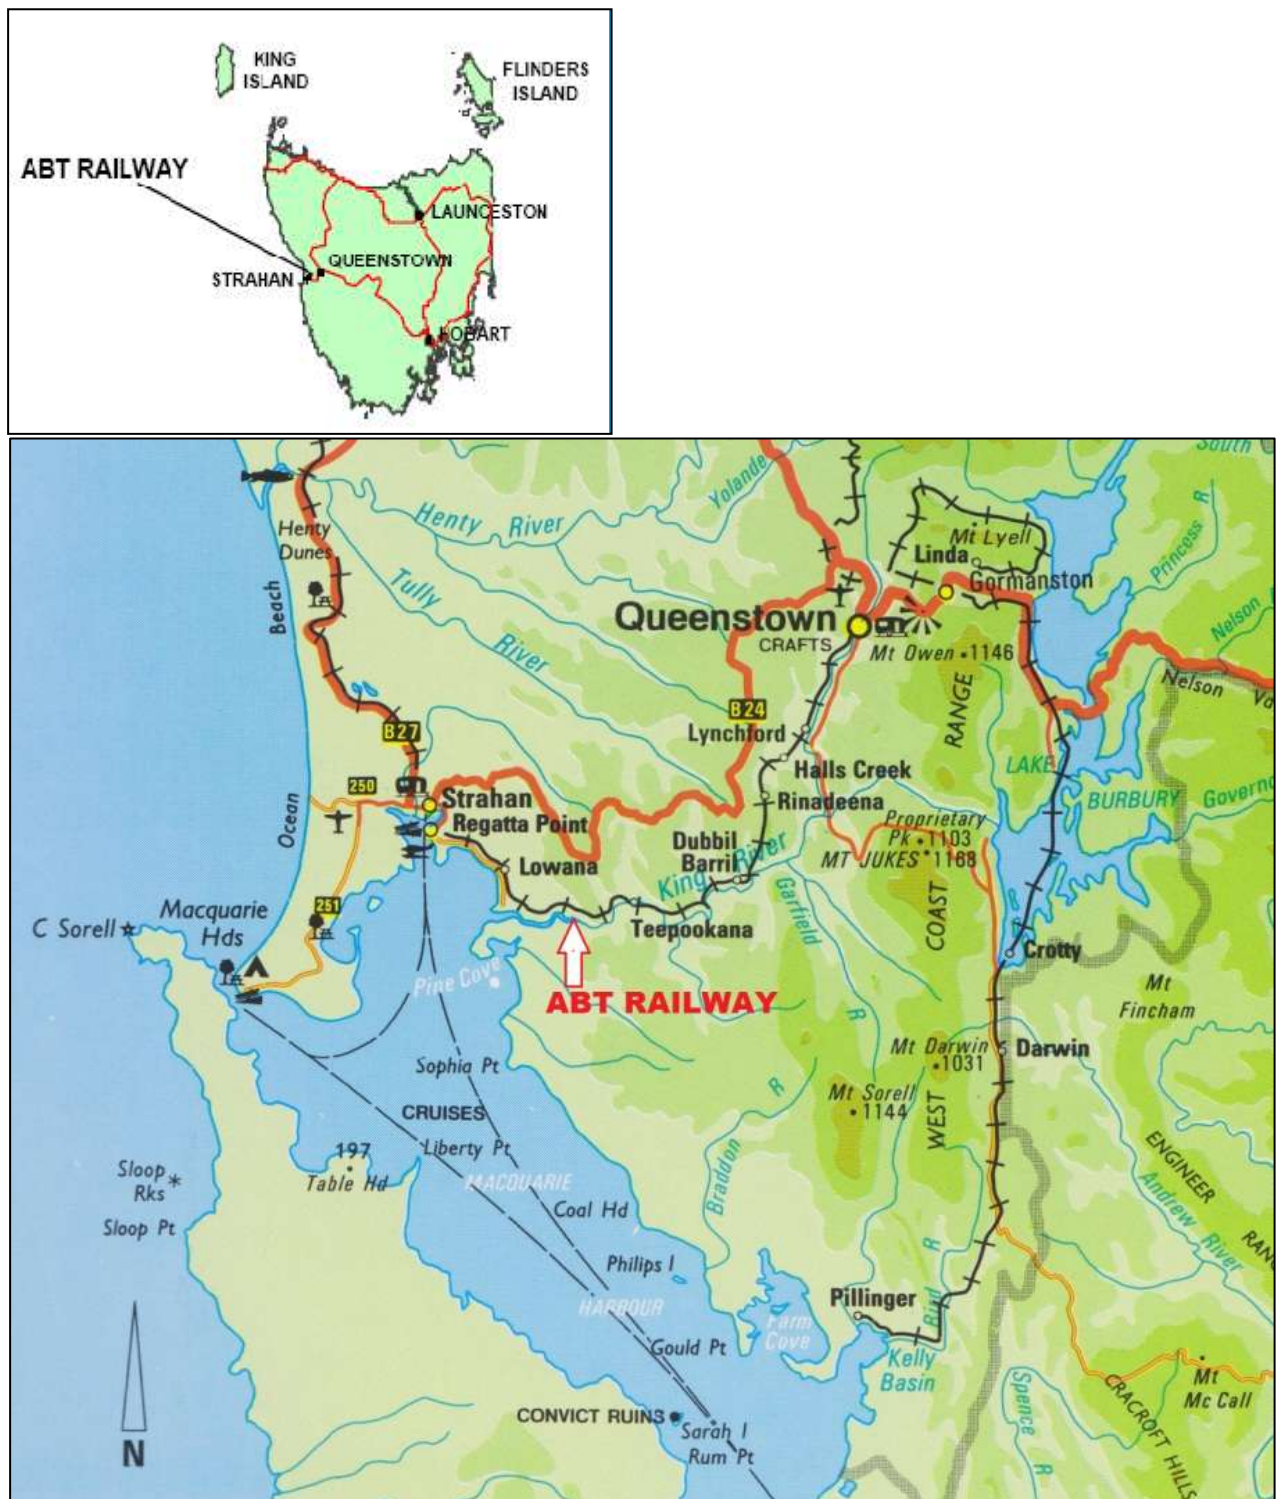 KING
ISLAND
FLINDERS
ISLAND
ABT RAILWAY
LAUNCESTON
QUEENSTOWN
STRAHAN
HOBART
South
Yolande
Henty River
Henty
Dunes
Princess R
Mt Lyell
Linda
Gormanston
Tully
River
Beach
Queenstown
CRAFTS
Nelson
Mt Owen •1146
RANGE
Nelson
Va
B24
B27
Lynchford
Halls Creek
LAKE
BURBURY
Governo
250
Strahan
Regatta Point
Rinadeena
Ocean
Proprietary
Pk •1103
MT JUKES •1168
Dubbil
Barril
King River
Lowana
Garfield
R
COAST
251
Macquarie
Hds
C Sorell
Teepookana
Crotty
Pine Cove
ABT RAILWAY
Mt
Fincham
Mt Darwin
•1031
Darwin
Sophia Pt
Mt Sorell
•1144
WEST
CRUISES
Braddon R
Liberty Pt
197
Table Hd
MACQUARIE
Sloop
Rks
Sloop Pt
Coal Hd
ENGINEER
RANG
Andrew River
Philips I
HARBOUR
Pillinger
Bird R
Farm
Cove
Gould Pt
Kelly
Basin
Mt
Mc Call
CRACROFT HILLS
Spence R
CONVICT RUINS
Sarah I
Rum Pt
N